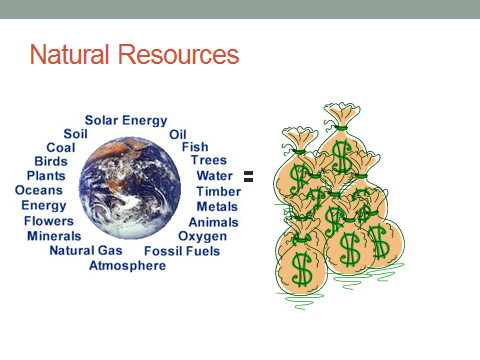 Natural Resources
Solar Energy
Soil
Oil
Coal
Fish
Birds
Trees
Plants
Water
Oceans
Timber
Energy
Metals
Flowers
Animals
Minerals
Oxygen
Natural Gas
Fossil Fuels
Atmosphere
=
$
$
$
$
$
$